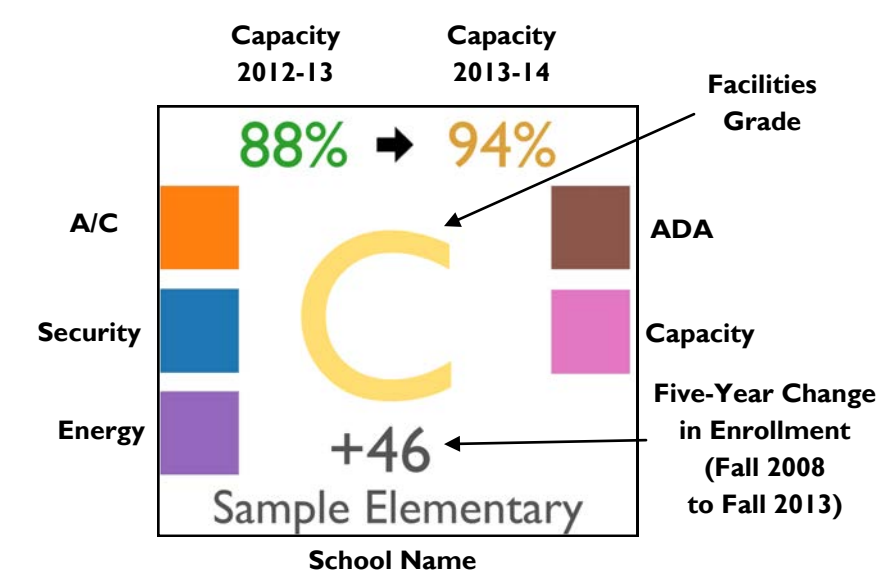 Capacity
2012-13
Capacity
2013-14
Facilities
Grade
88%
94%
A/C
ADA
C
Security
Capacity
Energy
Five-Year Change
in Enrollment
(Fall 2008
to Fall 2013)
+46
Sample Elementary
School Name